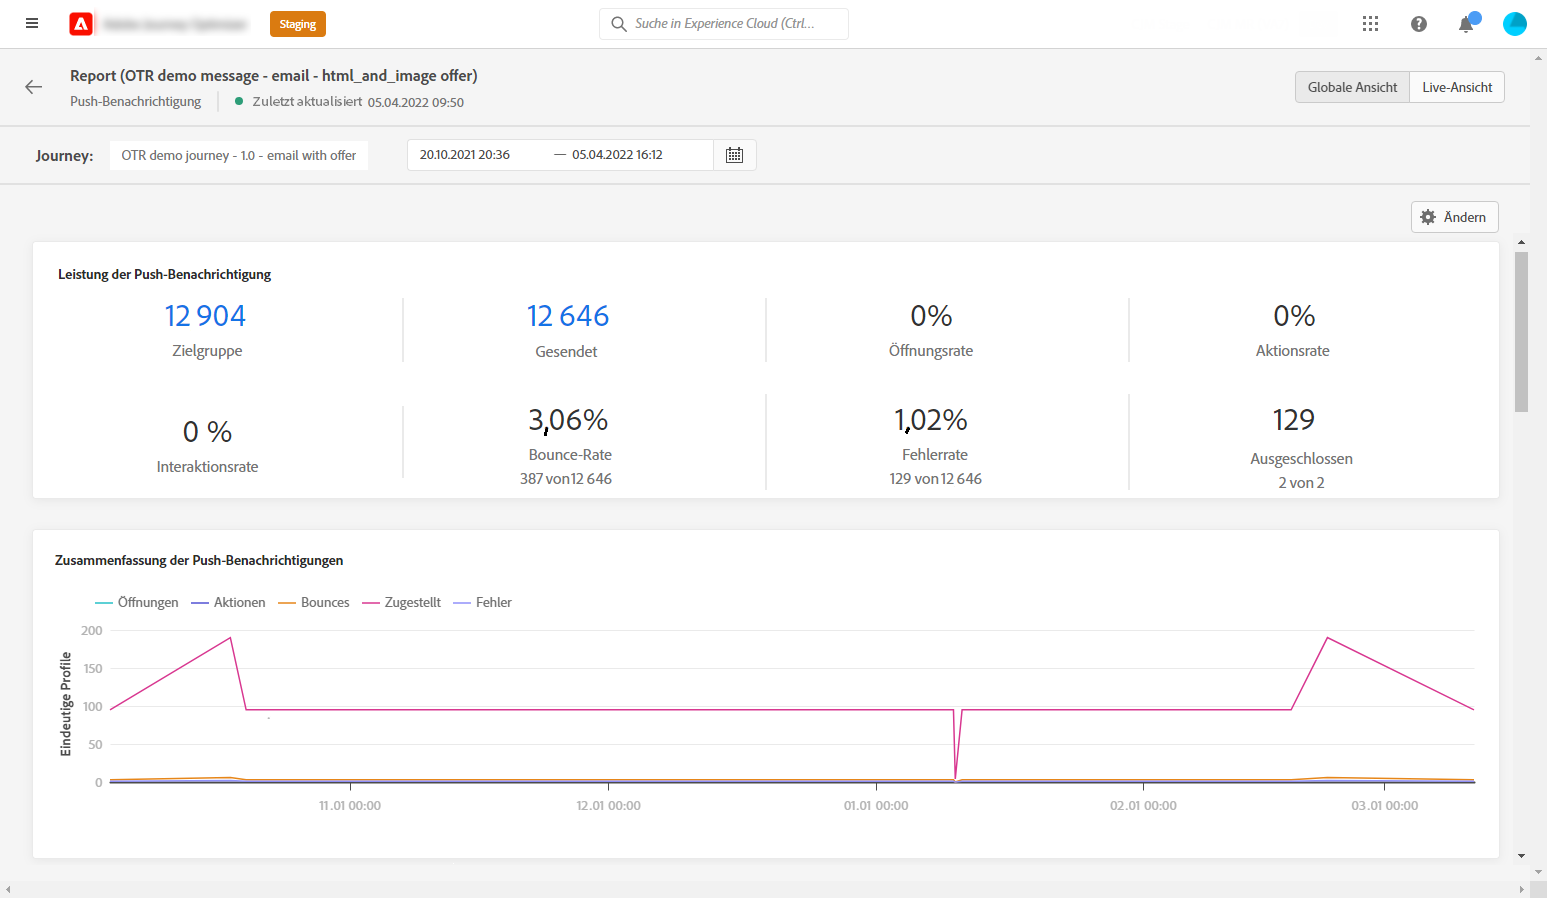 Staging
Suche in Experience Cloud (Ctrl...
Report (OTR demo message - email - html_and_image offer)
Push-Benachrichtigung
Zuletzt aktualisiert 05.04.2022 09:50
Globale Ansicht
Live-Ansicht
Journey:
OTR demo journey - 1.0 - email with offer
20.10.2021 20:36 — 05.04.2022 16:12
Ändern
Leistung der Push-Benachrichtigung
12 904
Zielgruppe
12 646
Gesendet
0%
Öffnungsrate
0%
Aktionsrate
0 %
Interaktionsrate
3,06%
Bounce-Rate
387 von 12 646
1,02%
Fehlerrate
129 von 12 646
129
Ausgeschlossen
2 von 2
Zusammenfassung der Push-Benachrichtigungen
Öffnungen Aktionen Bounces Zugestellt Fehler
Eindeutige Profile
200
150
100
50
0
11.01 00:00
12.01 00:00
01.01 00:00
02.01 00:00
03.01 00:00